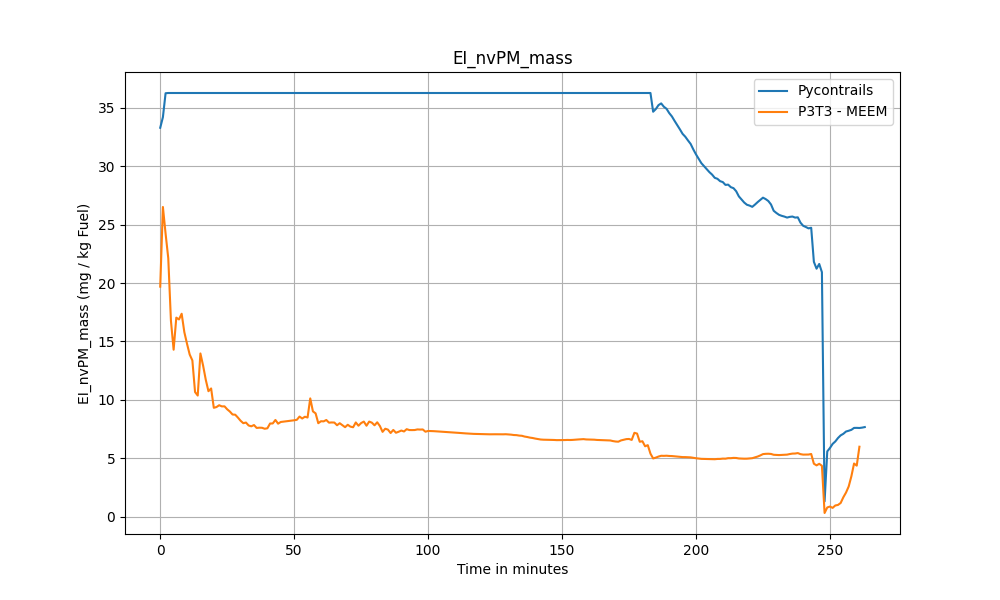 EI_nvPM_mass
Pycontrails
P3T3 - MEEM
EI_nvPM_mass (mg / kg Fuel)
35
30
25
20
15
10
5
0
0 50 100 150 200 250
Time in minutes